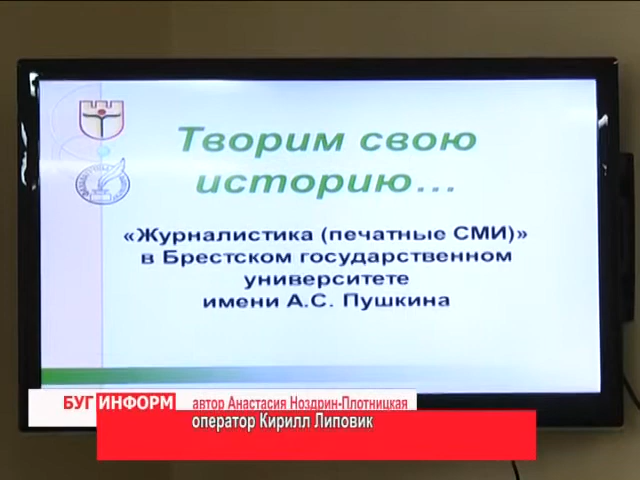 Творим свою
историю...
«Журналистика (печатные СМИ)»
в Брестском государственном
университете
имени А.С. Пушкина
БУГ ИНФОРМ
автор Анастасия Ноздрин-Плотницкая
оператор Кирилл Липовик